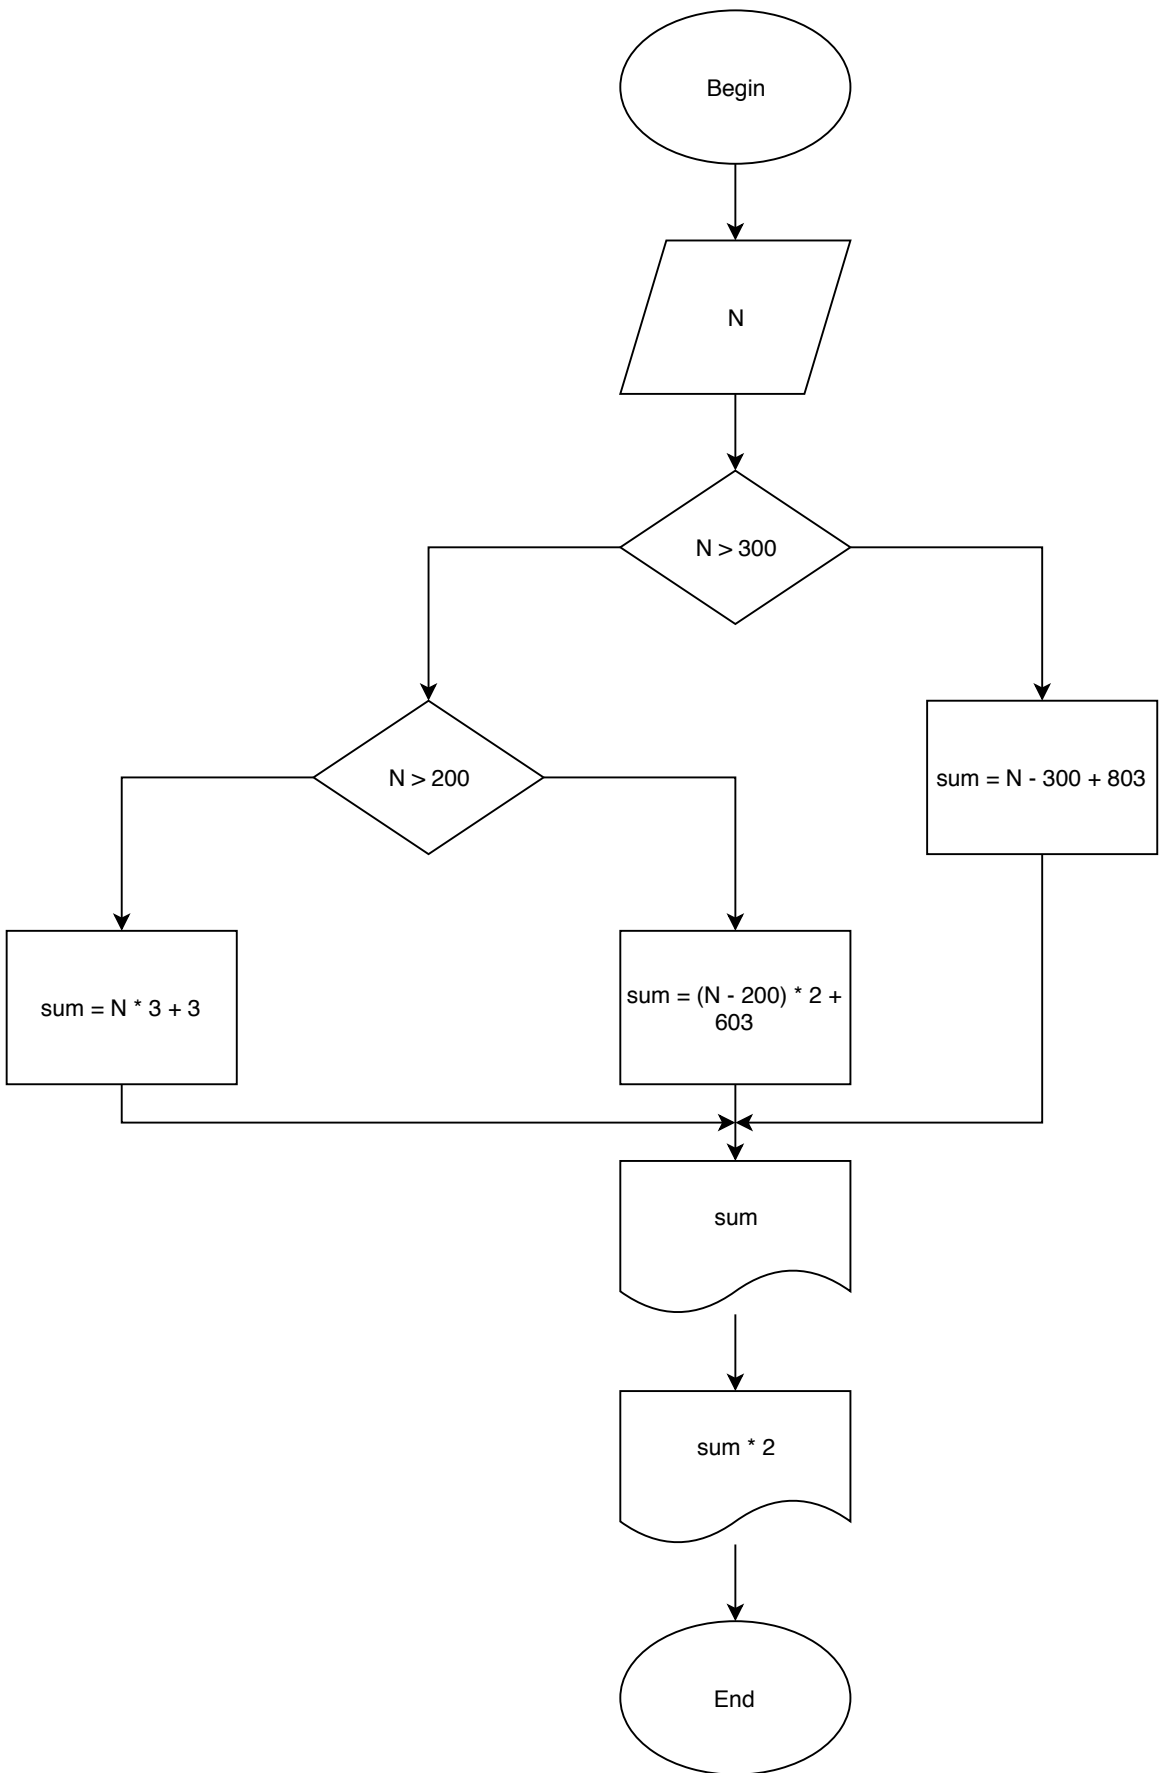 Begin
N
N > 300
N > 200
sum = N - 300 + 803
sum = N * 3 + 3
sum = (N - 200) * 2 +
603
sum
sum * 2
End